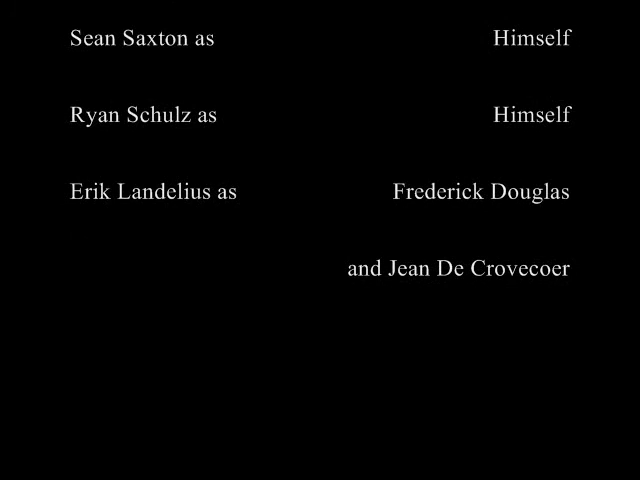 Sean Saxton as Himself
Ryan Schulz as Himself
Erik Landelius as Frederick Douglas
and Jean De Crovecoer